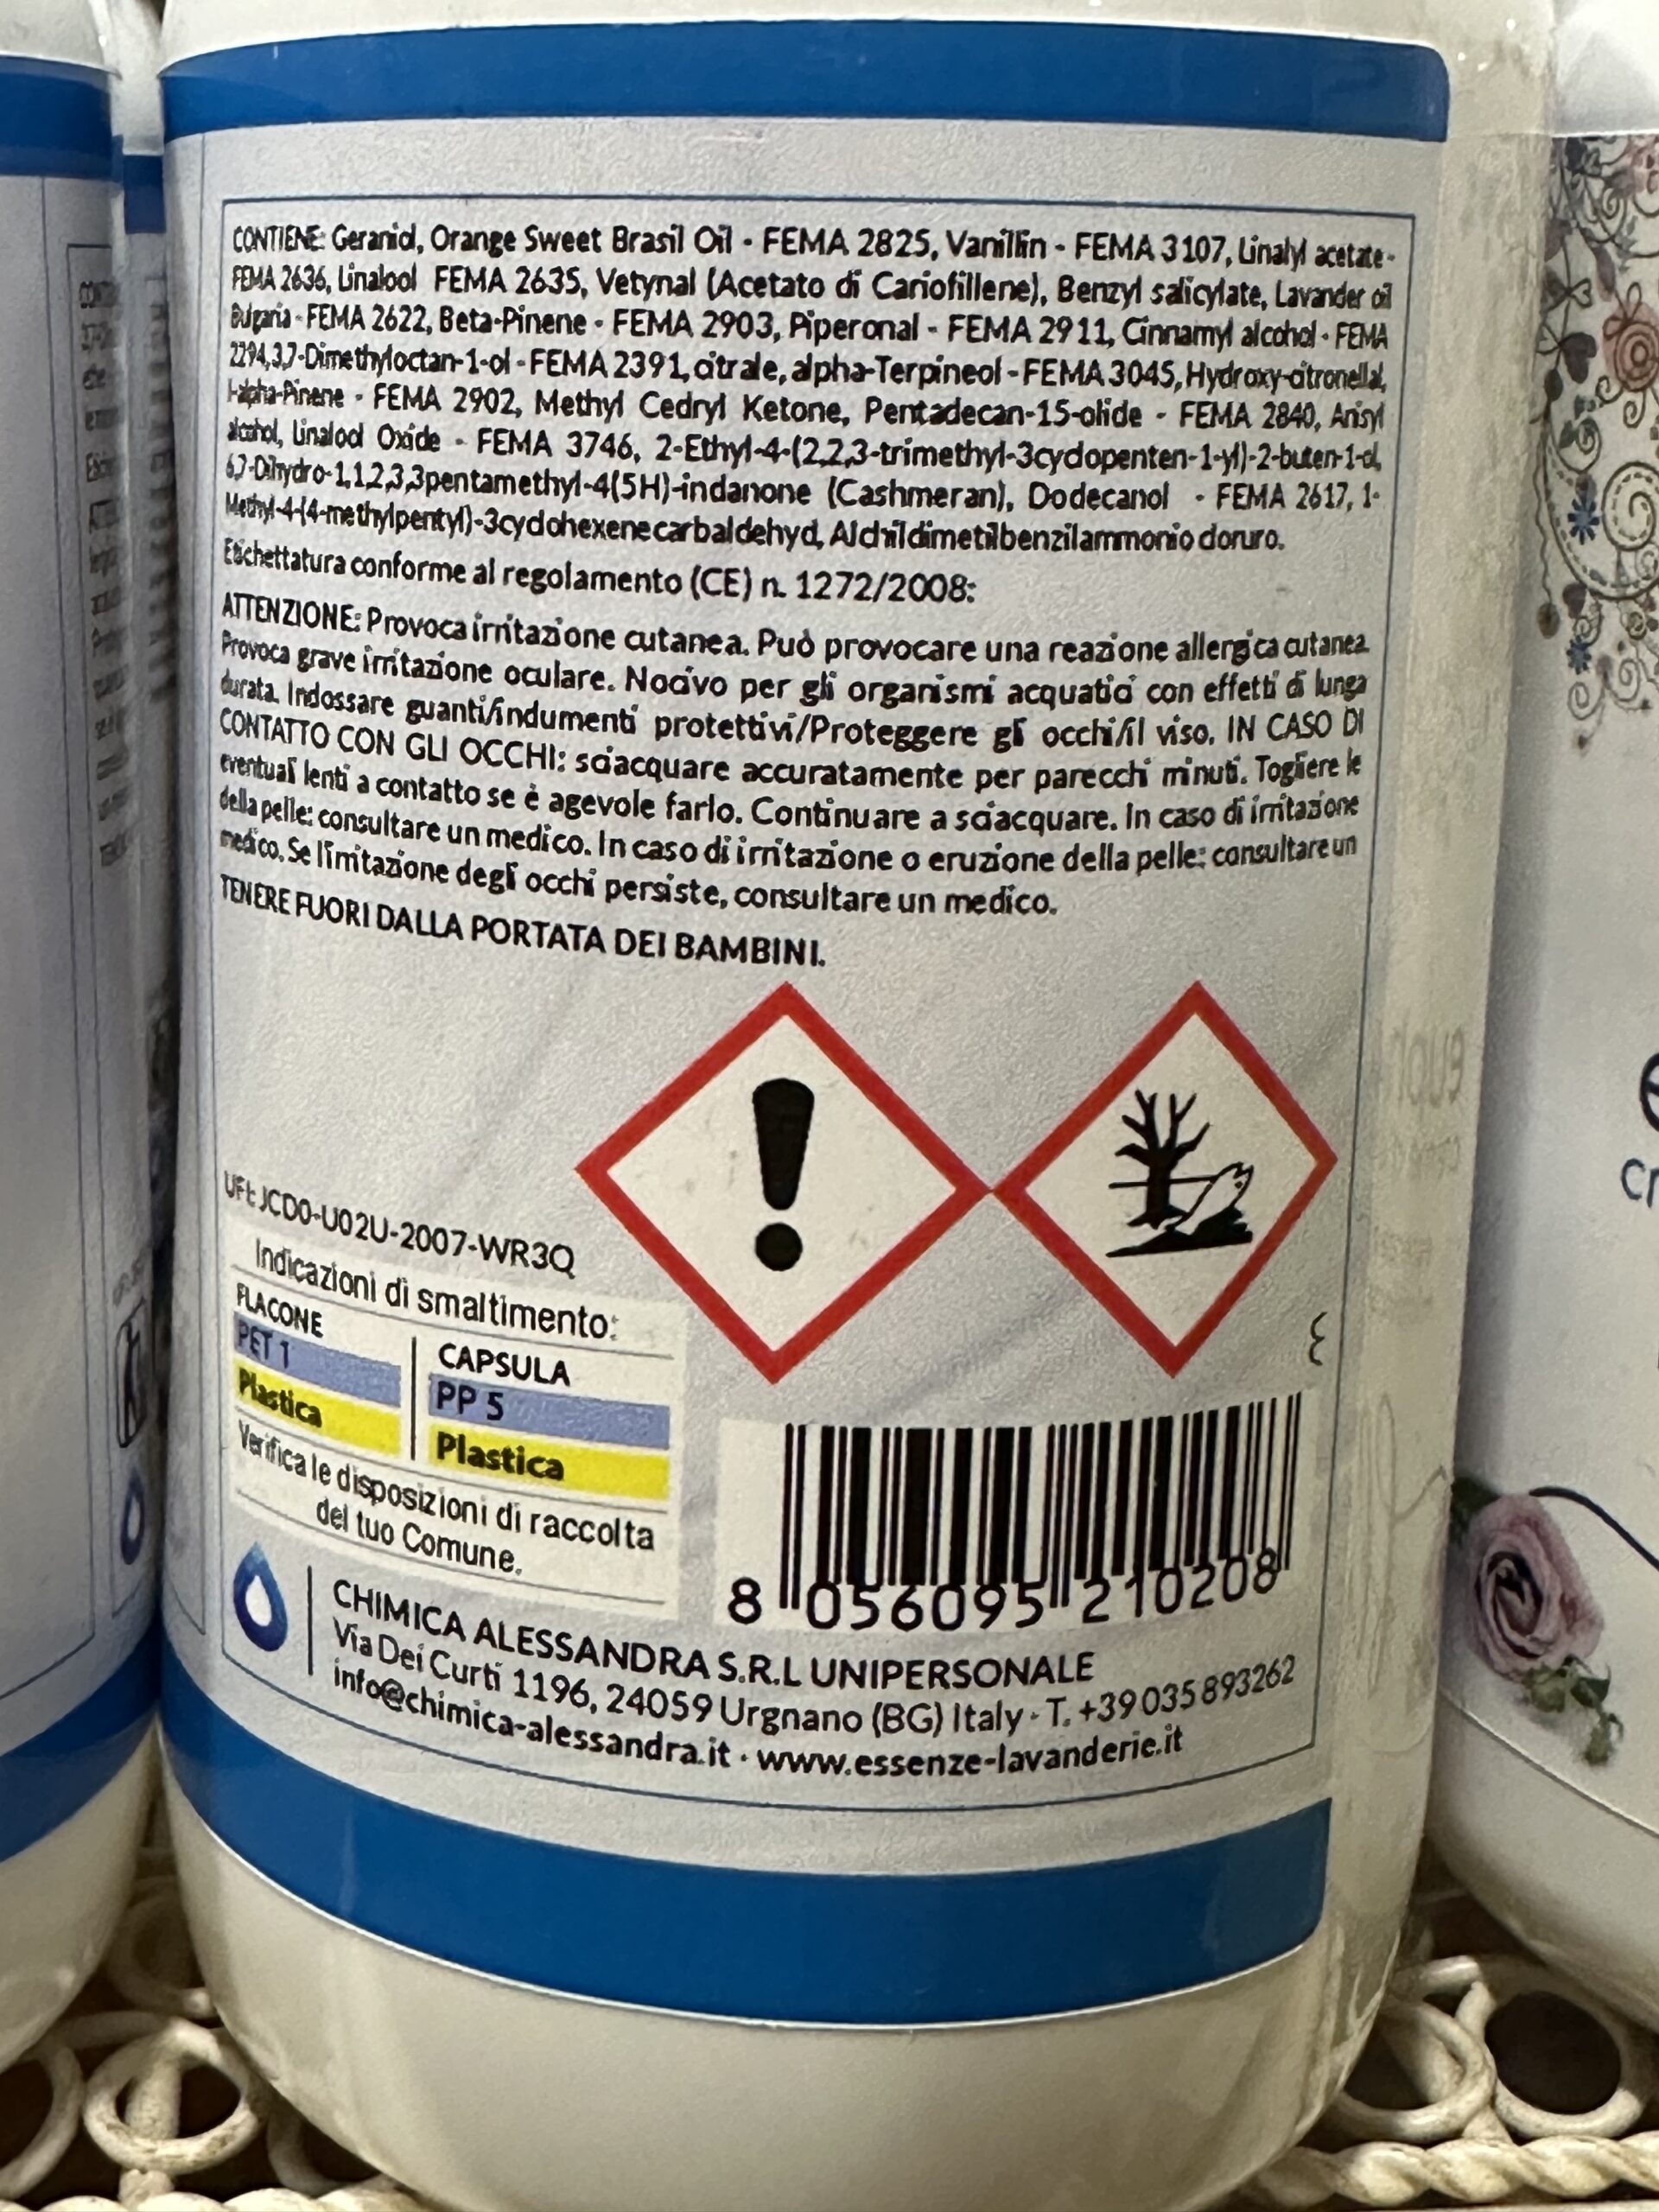 CONTIENE: Geraniol, Orange Sweet Brasil Oil - FEMA 2825, Vanillin - FEMA 3107, Linalyl acetate -
FEMA 2636, Linalool FEMA 2635, Vetynal (Acetato di Cariofillene), Benzyl salicylate, Lavander oil
Bulgaria - FEMA 2622, Beta-Pinene - FEMA 2903, Piperonal - FEMA 2911, Cinnamyl alcohol - FEMA
2294, 3,7-Dimethyloctan-1-ol - FEMA 2391, citrale, alpha-Terpineol - FEMA 3045, Hydroxy-citronellal,
l-alpha-Pinene - FEMA 2902, Methyl Cedryl Ketone, Pentadecan-15-olide - FEMA 2840, Anisyl
alcohol, Linalool Oxide - FEMA 3746, 2-Ethyl-4-(2,2,3-trimethyl-3cyclopenten-1-yl)-2-buten-1-ol,
6,7-Dihydro-1,1,2,3,3pentamethyl-4(5H)-indanone (Cashmeran), Dodecanol - FEMA 2617, 1-
Methyl-4-(4-methylpentyl)-3cyclohexenecarbaldehyd, Alchildimetilbenzilammonio cloruro.
Etichettatura conforme al regolamento (CE) n. 1272/2008:
ATTENZIONE: Provoca irritazione cutanea. Può provocare una reazione allergica cutanea.
Provoca grave irritazione oculare. Nocivo per gli organismi acquatici con effetti di lunga
durata. Indossare guanti/indumenti protettivi/Proteggere gli occhi/il viso. IN CASO DI
CONTATTO CON GLI OCCHI: sciacquare accuratamente per parecchi minuti. Togliere le
eventuali lenti a contatto se è agevole farlo. Continuare a sciacquare. In caso di irritazione
della pelle: consultare un medico. In caso di irritazione o eruzione della pelle: consultare un
medico. Se l'irritazione degli occhi persiste, consultare un medico.
TENERE FUORI DALLA PORTATA DEI BAMBINI.
UFI: JCD0-U02U-2007-WR3Q
Indicazioni di smaltimento:
FLACONE
PET 1
Plastica
CAPSULA
PP 5
Plastica
Verifica le disposizioni di raccolta
del tuo Comune.
8 056095 210208
CHIMICA ALESSANDRA S.R.L UNIPERSONALE
Via Dei Curti 1196, 24059 Urgnano (BG) Italy - T. +39 035 893262
info@chimica-alessandra.it · www.essenze-lavanderie.it